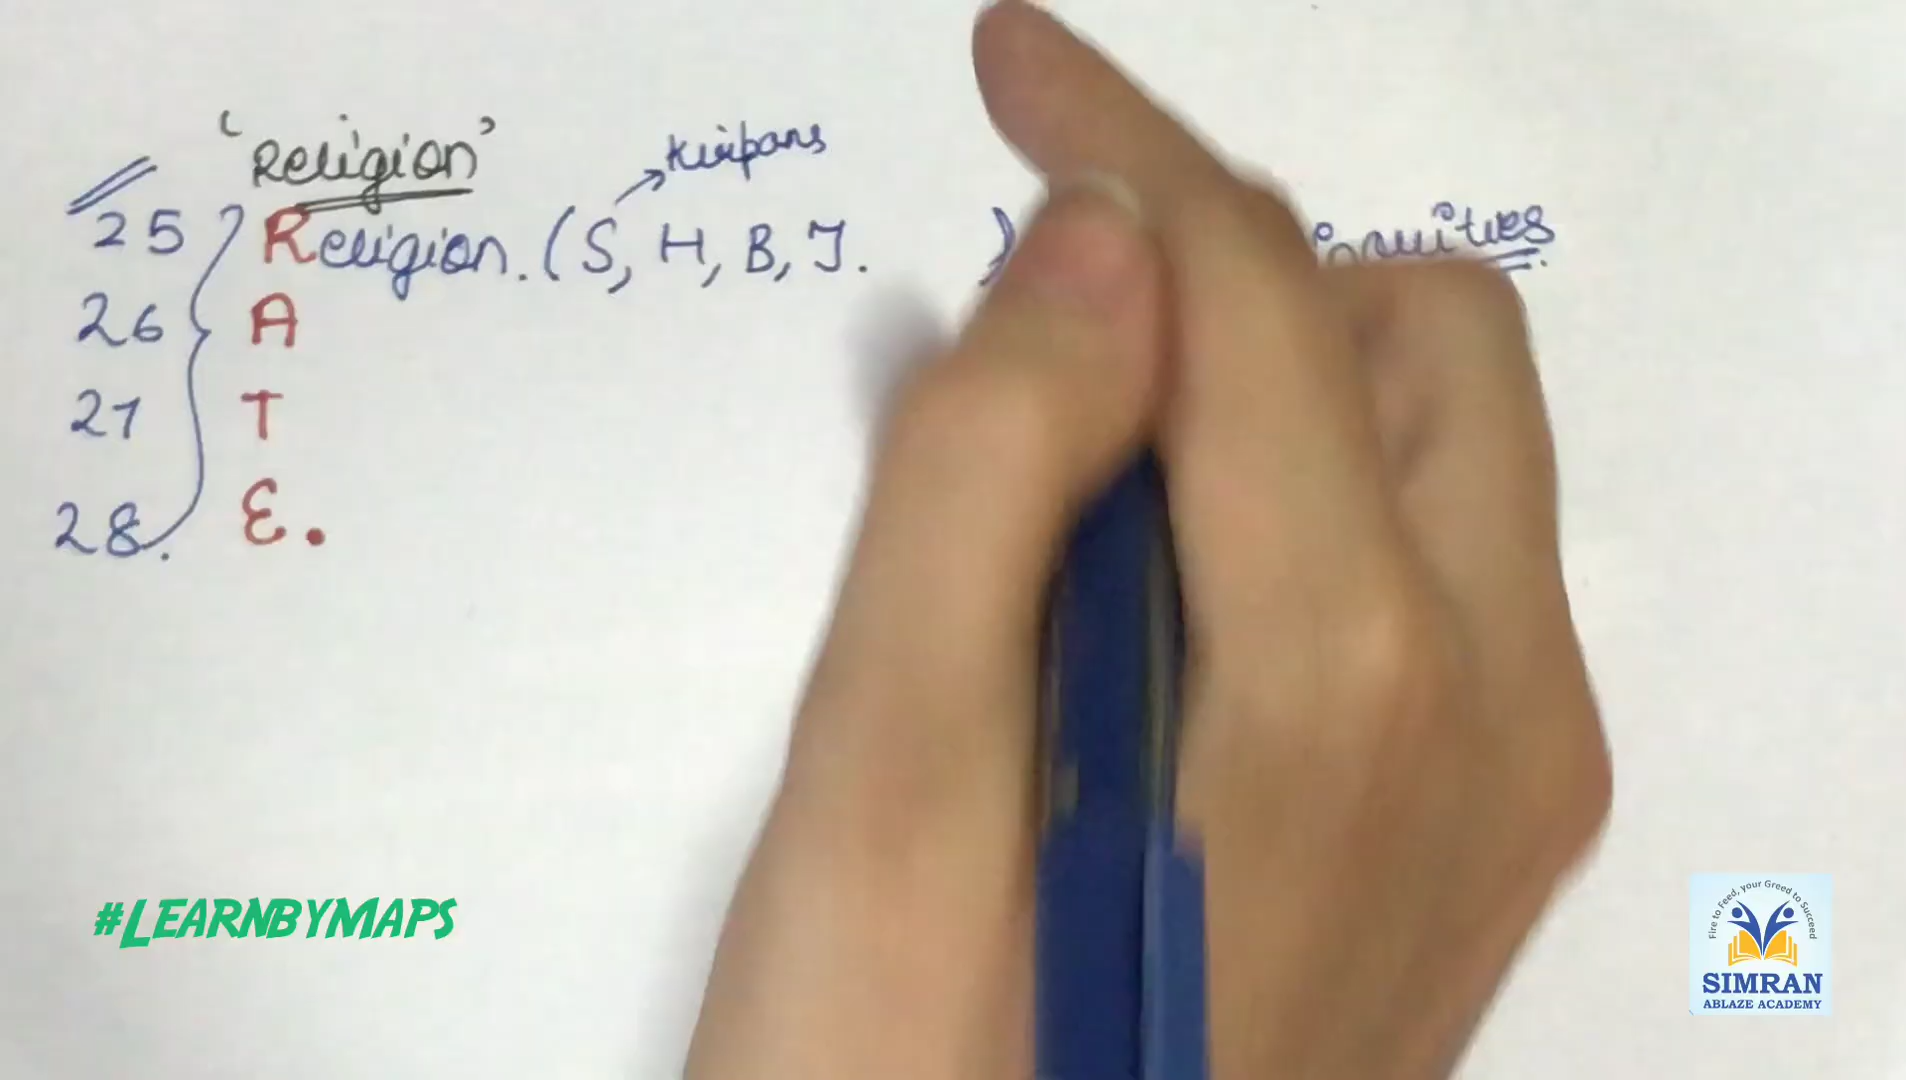 'Religion'
Kirpans
25 Religion. (S, H, B, J. )
26 A
27 T
28. E.
#LEARNBYMAPS
Fire to Feed, your Greed to Succeed
SIMRAN
ABLAZE ACADEMY